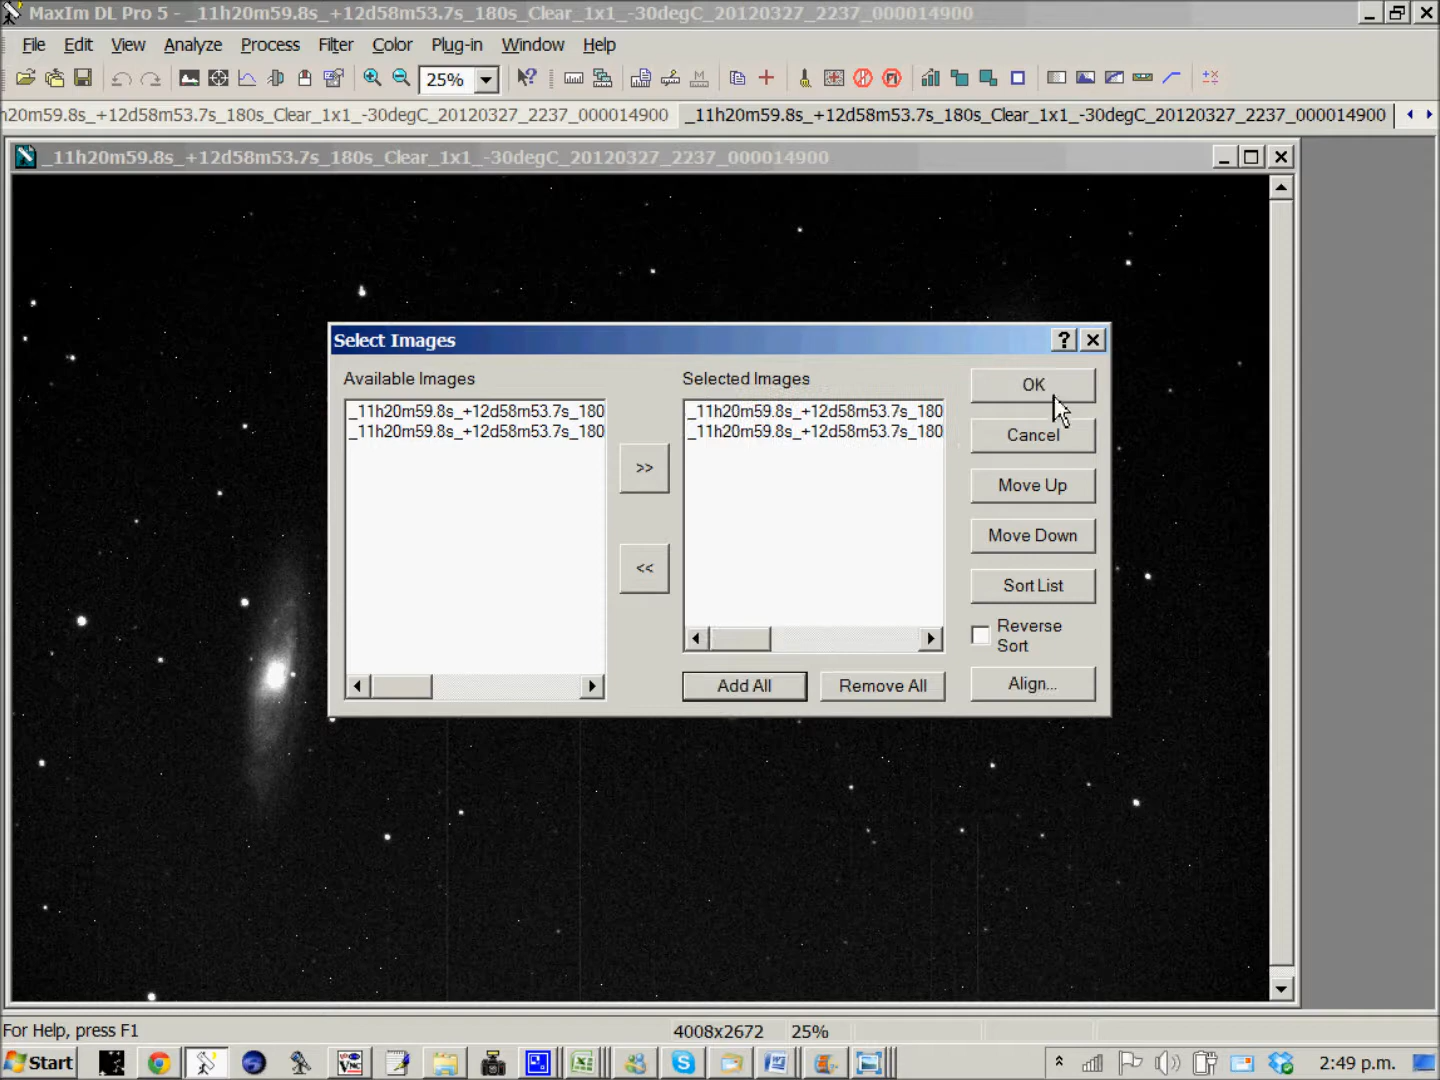 MaxIm DL Pro 5 - _11h20m59.8s_+12d58m53.7s_180s_Clear_1x1_-30degC_20120327_2237_000014900
File Edit View Analyze Process Filter Color Plug-in Window Help
25%
h20m59.8s_+12d58m53.7s_180s_Clear_1x1_-30degC_20120327_2237_000014900 _11h20m59.8s_+12d58m53.7s_180s_Clear_1x1_-30degC_20120327_2237_000014900
_11h20m59.8s_+12d58m53.7s_180s_Clear_1x1_-30degC_20120327_2237_000014900
Select Images
Available Images
_11h20m59.8s_+12d58m53.7s_180
_11h20m59.8s_+12d58m53.7s_180
>>
<<
Selected Images
_11h20m59.8s_+12d58m53.7s_180
_11h20m59.8s_+12d58m53.7s_180
Add All
Remove All
OK
Cancel
Move Up
Move Down
Sort List
Reverse
Sort
Align...
For Help, press F1 4008x2672 25%
Start 2:49 p.m.